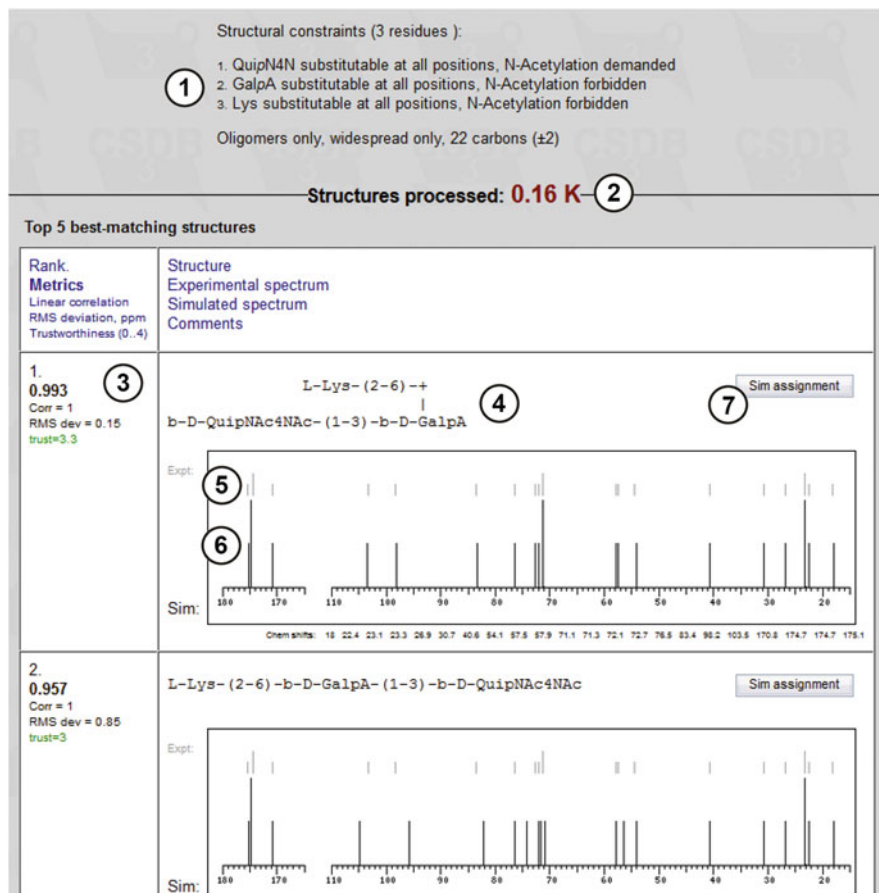 Structural constraints (3 residues ):
1. QuipN4N substitutable at all positions, N-Acetylation demanded
2. GalpA substitutable at all positions, N-Acetylation forbidden
3. Lys substitutable at all positions, N-Acetylation forbidden
1
Oligomers only, widespread only, 22 carbons (±2)
Structures processed: 0.16 K
2
Top 5 best-matching structures
Rank.
Metrics
Linear correlation
RMS deviation, ppm
Trustworthiness (0..4)
Structure
Experimental spectrum
Simulated spectrum
Comments
1.
0.993
Corr = 1
RMS dev = 0.15
trust=3.3
3
L-Lys-(2-6)-+
|
b-D-QuipNAc4NAc-(1-3)-b-D-GalpA
4
Sim assignment
7
Expt:
5
6
Sim:
180 170 110 100 90 80 70 60 50 40 30 20
Chem shifts: 18 22.4 23.1 23.3 26.9 30.7 40.6 54.1 57.5 57.9 71.1 71.3 72.1 72.7 76.5 83.4 98.2 103.5 170.8 174.7 174.7 175.1
2.
0.957
Corr = 1
RMS dev = 0.85
trust=3
L-Lys-(2-6)-b-D-GalpA-(1-3)-b-D-QuipNAc4NAc
Sim assignment
Expt:
Sim:
180 170 110 100 90 80 70 60 50 40 30 20
CSDB
3